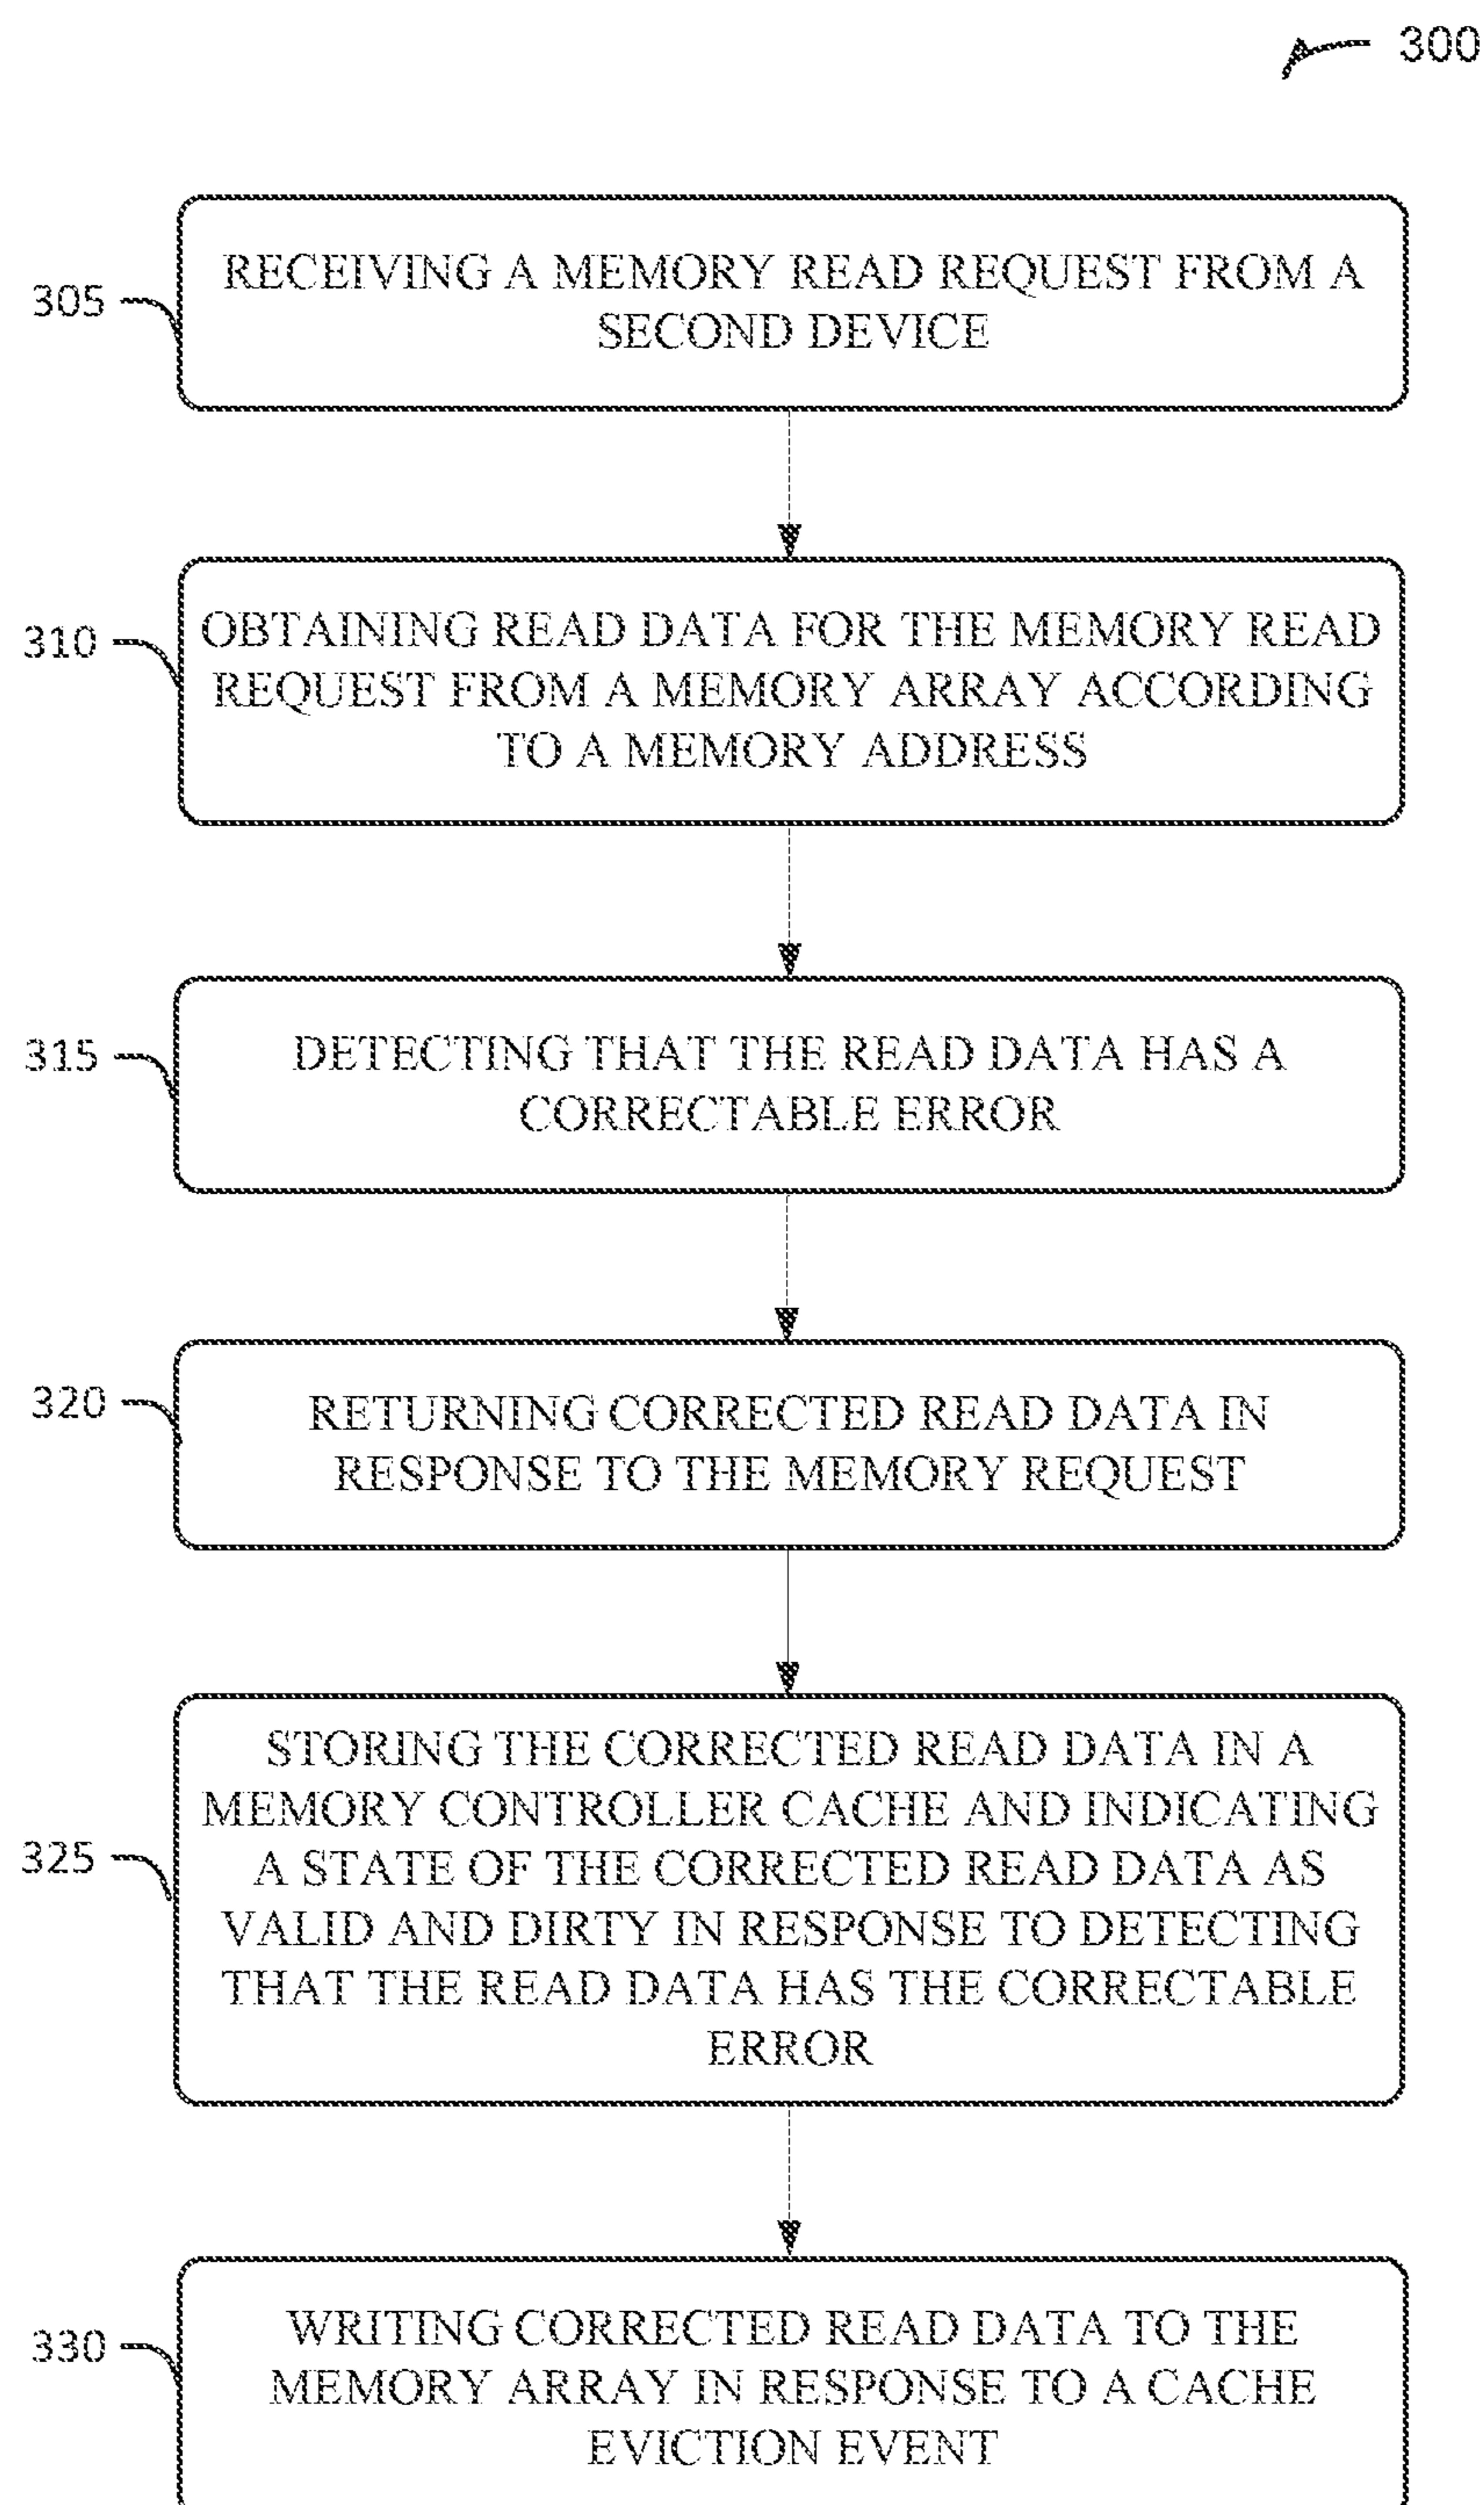 300
305
RECEIVING A MEMORY READ REQUEST FROM A
SECOND DEVICE
310
OBTAINING READ DATA FOR THE MEMORY READ
REQUEST FROM A MEMORY ARRAY ACCORDING
TO A MEMORY ADDRESS
315
DETECTING THAT THE READ DATA HAS A
CORRECTABLE ERROR
320
RETURNING CORRECTED READ DATA IN
RESPONSE TO THE MEMORY REQUEST
325
STORING THE CORRECTED READ DATA IN A
MEMORY CONTROLLER CACHE AND INDICATING
A STATE OF THE CORRECTED READ DATA AS
VALID AND DIRTY IN RESPONSE TO DETECTING
THAT THE READ DATA HAS THE CORRECTABLE
ERROR
330
WRITING CORRECTED READ DATA TO THE
MEMORY ARRAY IN RESPONSE TO A CACHE
EVICTION EVENT